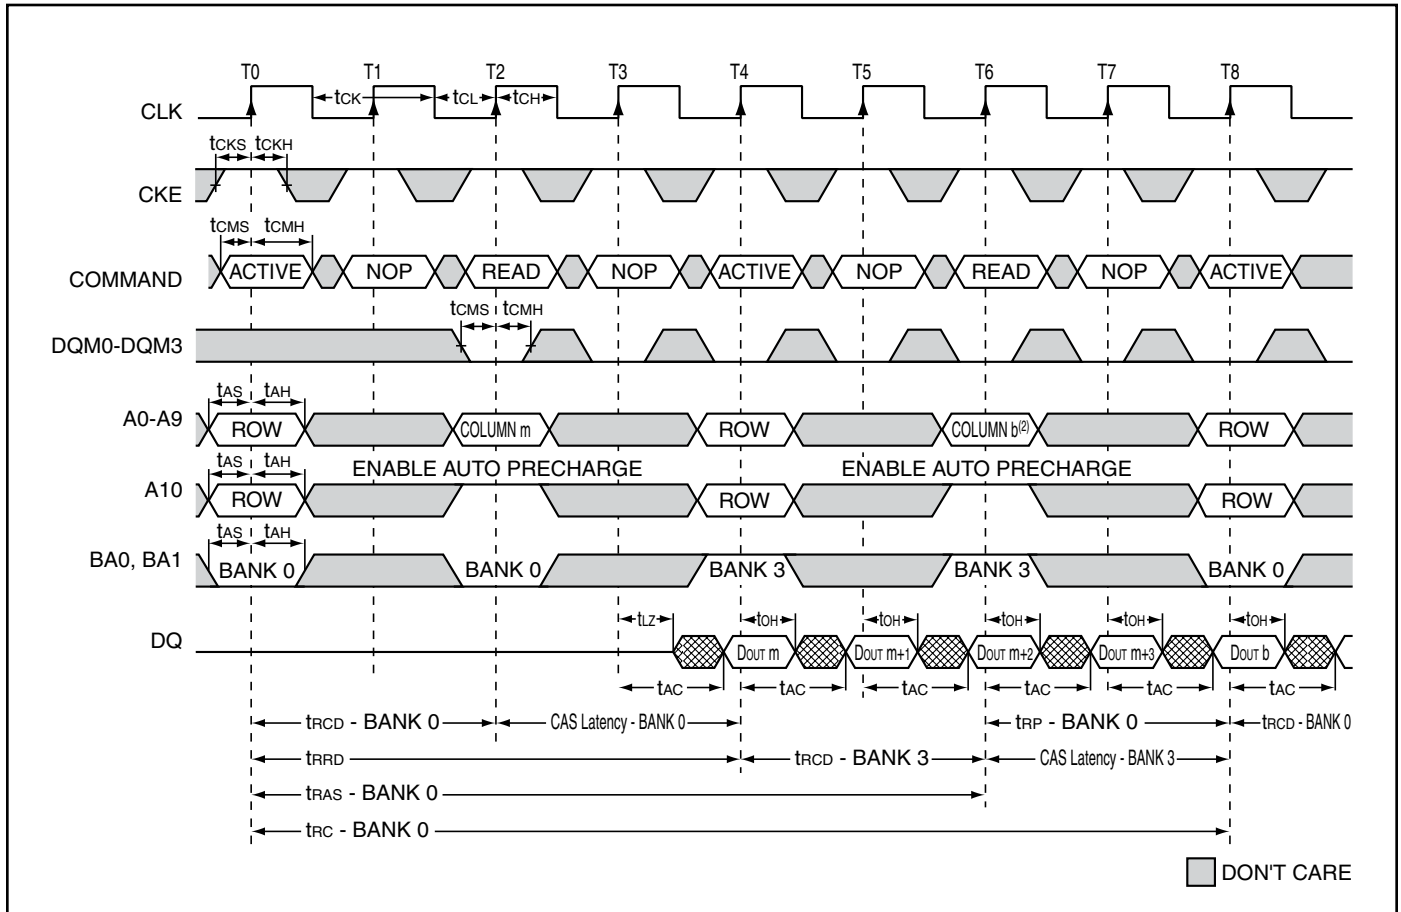 T0 T1 T2 T3 T4 T5 T6 T7 T8
CLK tCK tCL tCH
tCKS tCKH
CKE
tCMS tCMH
COMMAND ACTIVE NOP READ NOP ACTIVE NOP READ NOP ACTIVE
tCMS tCMH
DQM0-DQM3
tAS tAH
A0-A9 ROW COLUMN m ROW COLUMN b(2) ROW
tAS tAH ENABLE AUTO PRECHARGE ENABLE AUTO PRECHARGE
A10 ROW ROW ROW
tAS tAH
BA0, BA1 BANK 0 BANK 0 BANK 3 BANK 3 BANK 0
tLZ tOH tOH tOH tOH tOH
DQ DOUT m DOUT m+1 DOUT m+2 DOUT m+3 DOUT b
tAC tAC tAC tAC tAC tAC
tRCD - BANK 0 CAS Latency - BANK 0 tRP - BANK 0 tRCD - BANK 0
tRRD tRCD - BANK 3 CAS Latency - BANK 3
tRAS - BANK 0
tRC - BANK 0
DON'T CARE